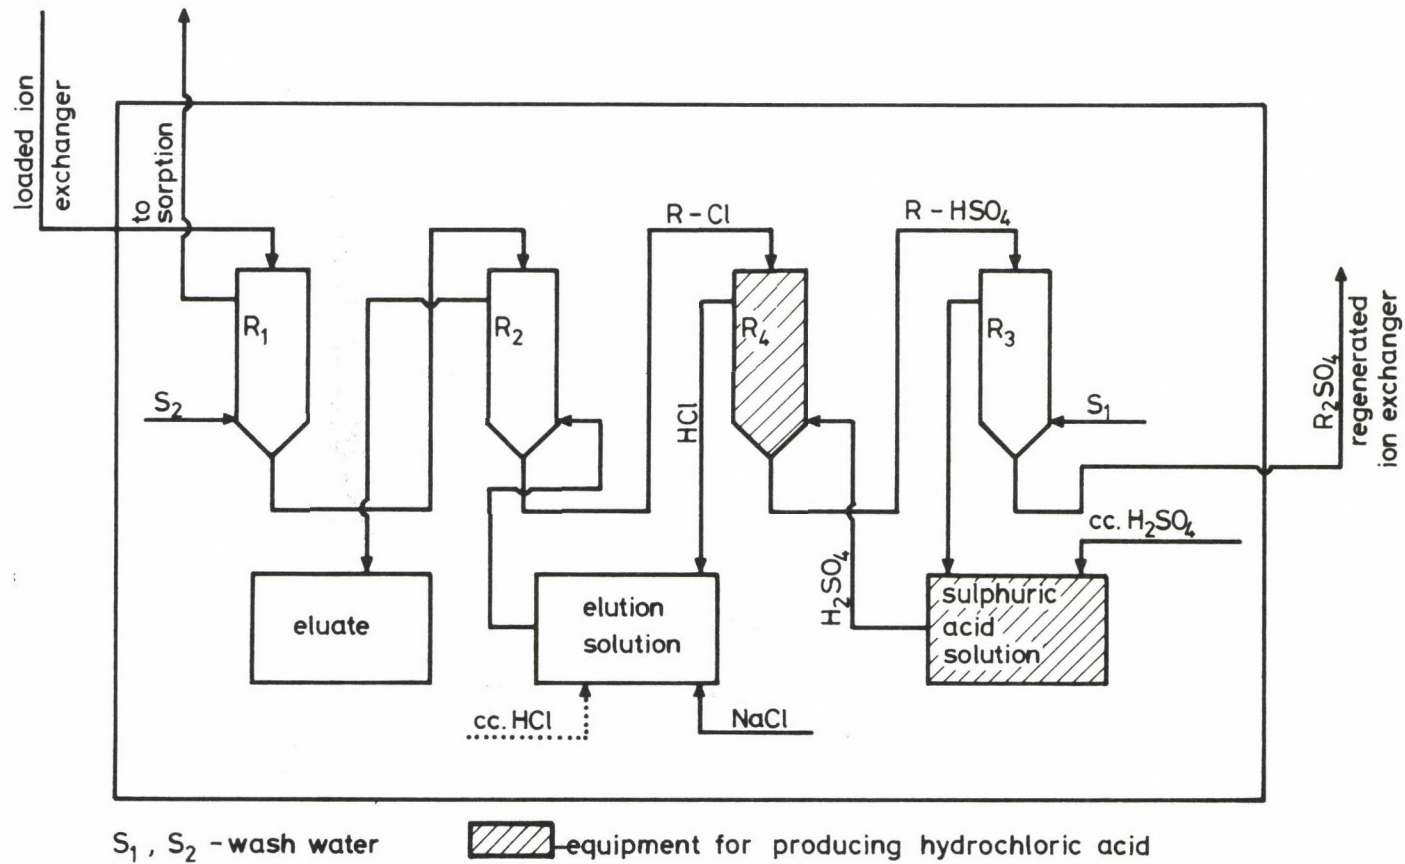 loaded ion
exchanger
to
sorption
R – Cl
R – HSO₄
R₁
R₂
R₄
R₃
S₂
HCl
S₁
R₂SO₄
regenerated
ion exchanger
cc. H₂SO₄
H₂SO₄
eluate
elution
solution
sulphuric
acid
solution
cc. HCl
NaCl
S₁ , S₂ - wash water
equipment for producing hydrochloric acid